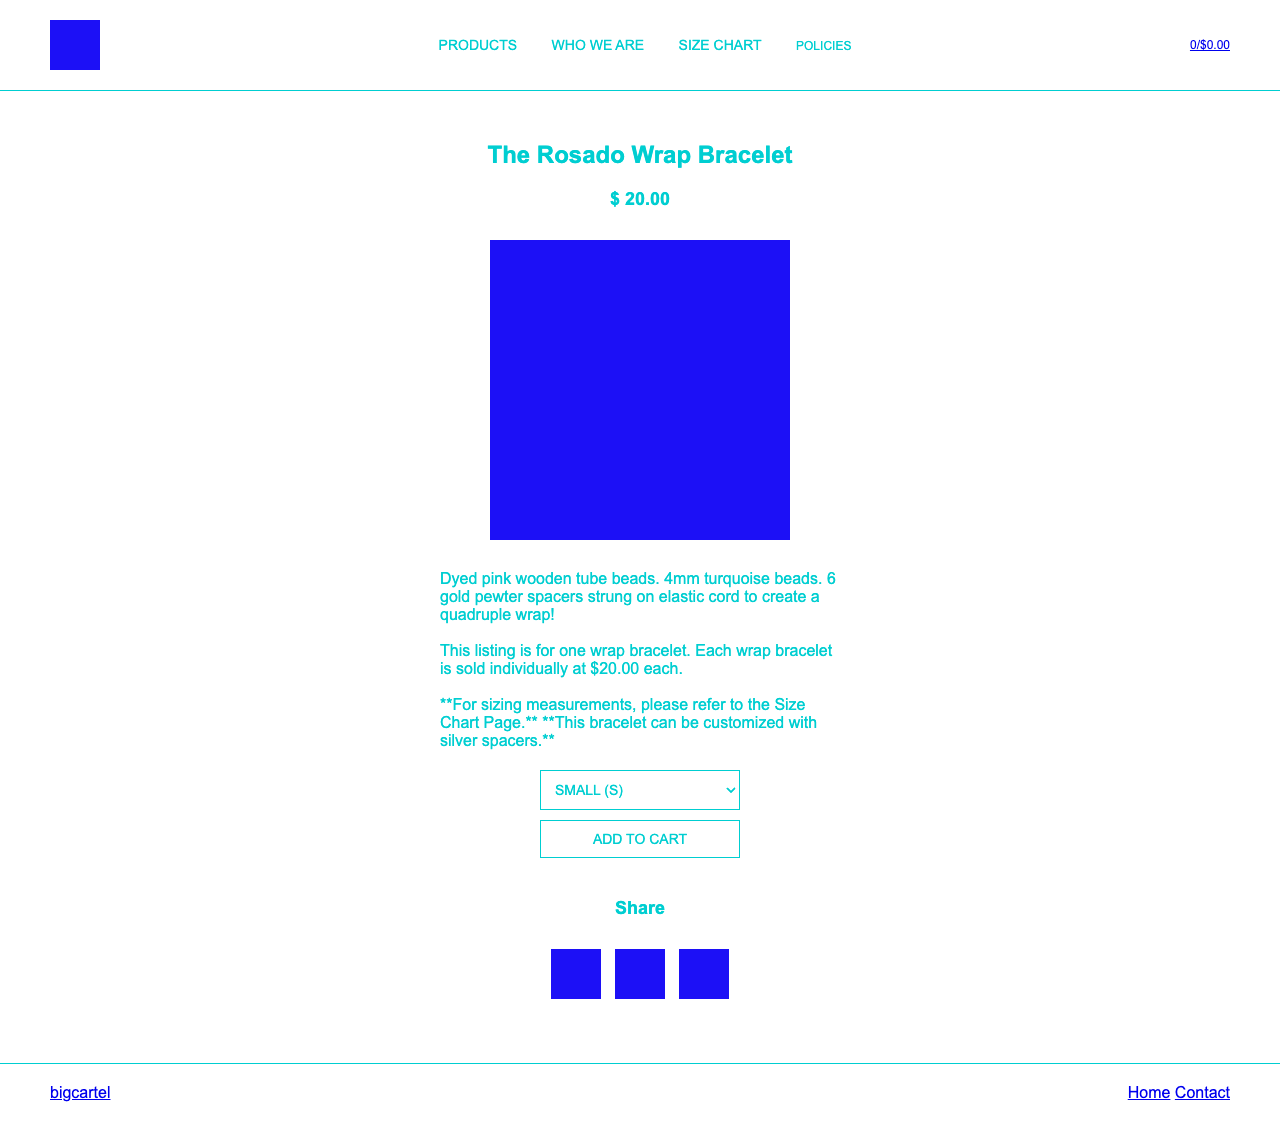 PRODUCTS WHO WE ARE SIZE CHART POLICIES 0/$0.00
The Rosado Wrap Bracelet
$ 20.00
Dyed pink wooden tube beads. 4mm turquoise beads. 6
gold pewter spacers strung on elastic cord to create a
quadruple wrap!
This listing is for one wrap bracelet. Each wrap bracelet
is sold individually at $20.00 each.
**For sizing measurements, please refer to the Size
Chart Page.** **This bracelet can be customized with
silver spacers.**
SMALL (S)
ADD TO CART
Share
bigcartel Home Contact